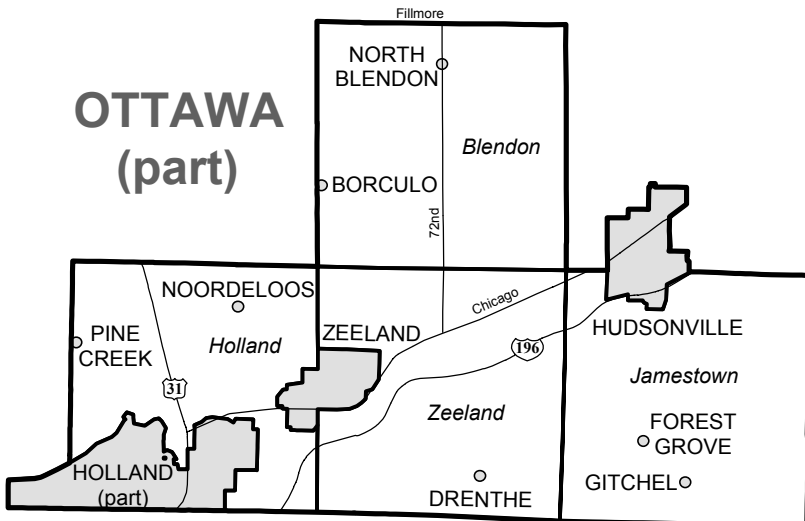 Fillmore
NORTH
BLENDON
OTTAWA
(part)
Blendon
BORCULO
72nd
NOORDELOOS
Chicago
ZEELAND
HUDSONVILLE
PINE
CREEK
Holland
196
Jamestown
31
Zeeland
FOREST
GROVE
HOLLAND
(part)
DRENTHE
GITCHEL